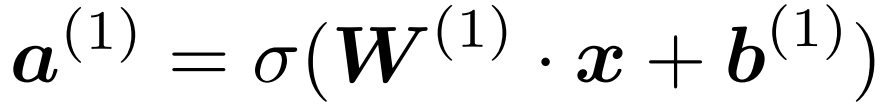 𝒂⁽¹⁾ = σ(𝑾⁽¹⁾ · 𝒙 + 𝒃⁽¹⁾)